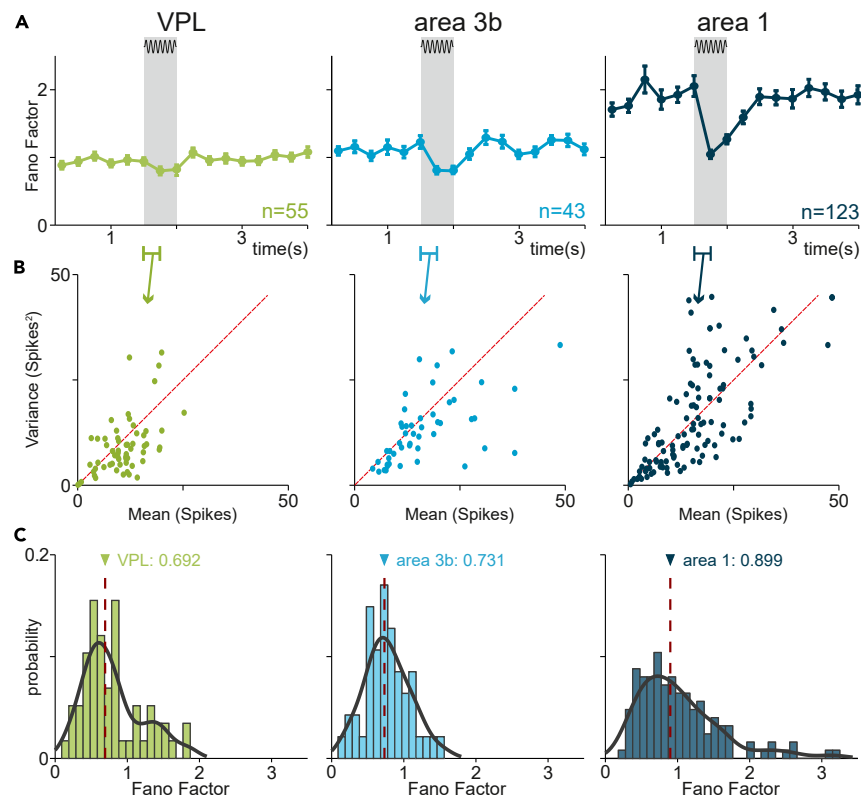 A
VPL
area 3b
area 1
Fano Factor
2
0
n=55
n=43
n=123
1
3
time(s)
1
3
time(s)
1
3
time(s)
B
50
Variance (Spikes²)
0
0
50
0
50
0
50
Mean (Spikes)
Mean (Spikes)
Mean (Spikes)
C
0.2
VPL: 0.692
area 3b: 0.731
area 1: 0.899
probability
0
0
1
2
3
0
1
2
3
0
1
2
3
Fano Factor
Fano Factor
Fano Factor